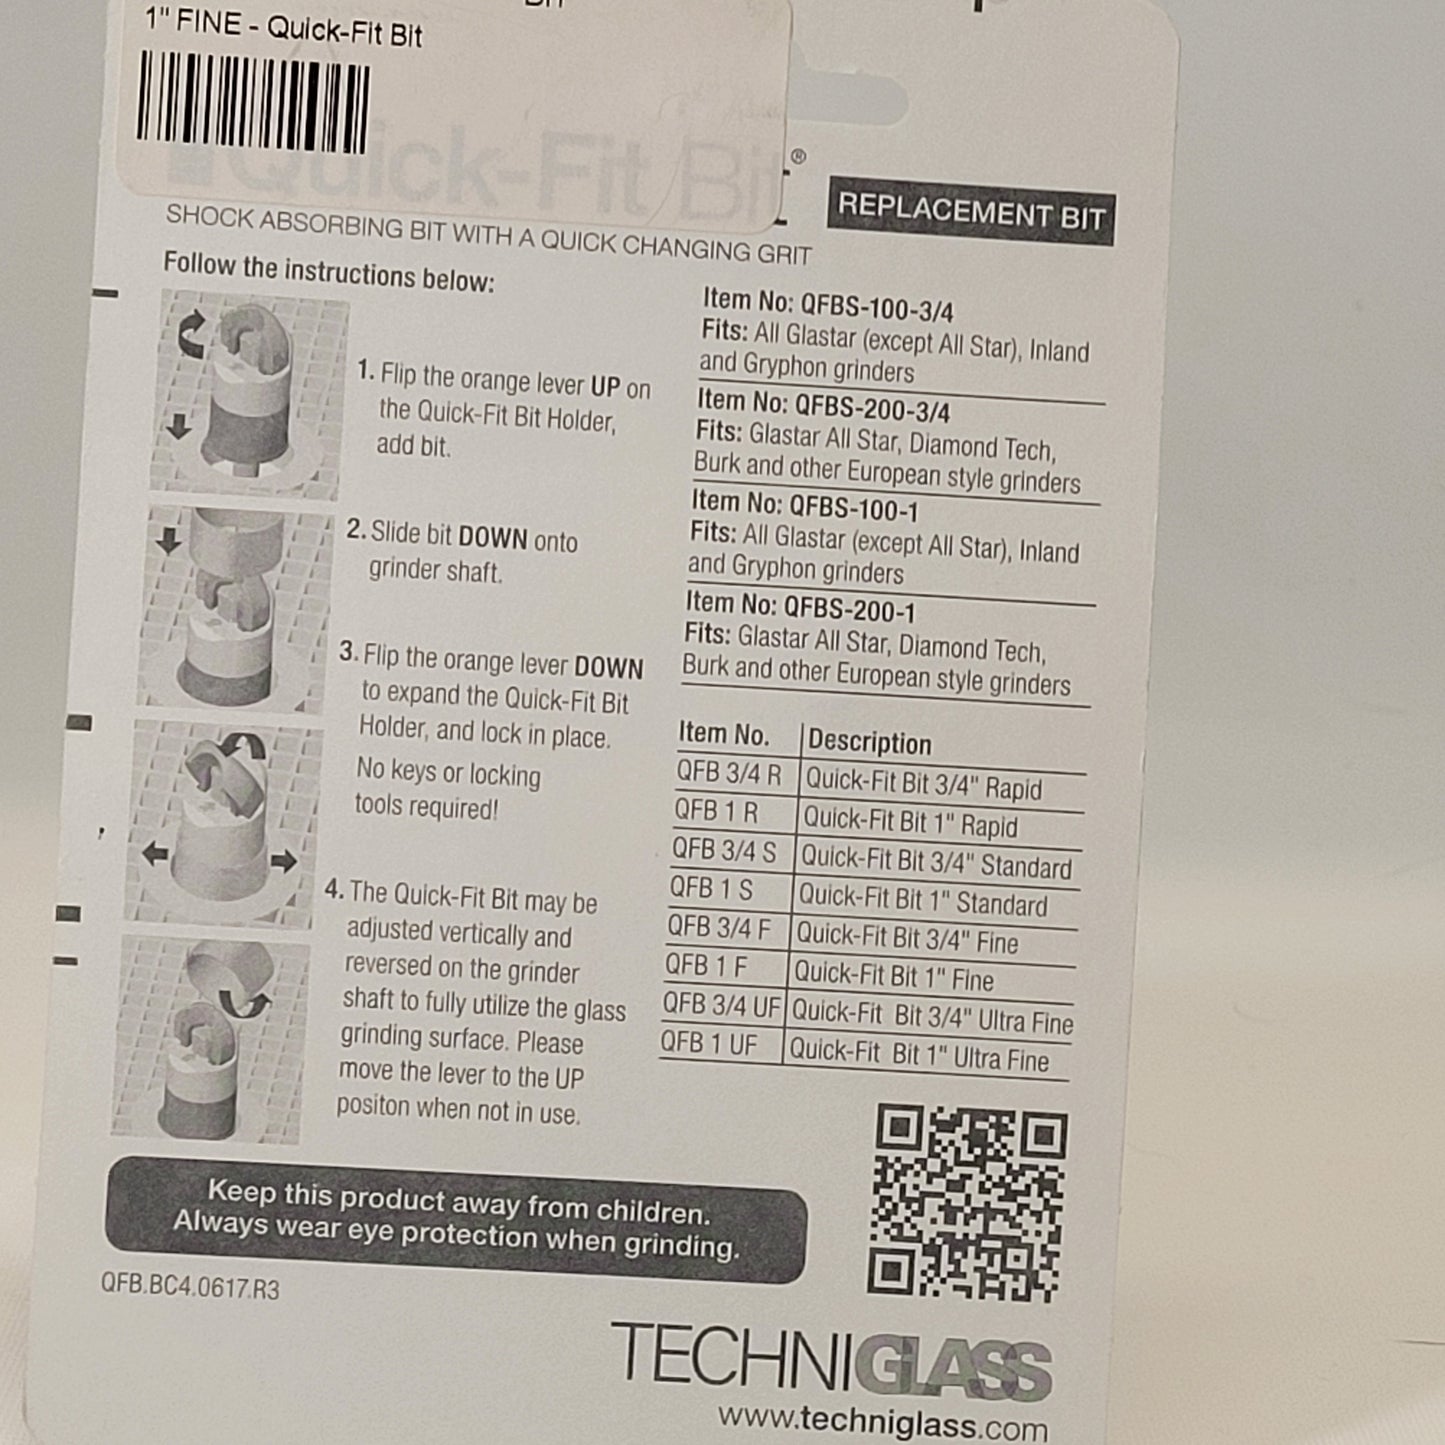 1" FINE - Quick-Fit Bit
Quick-Fit Bit
®
REPLACEMENT BIT
SHOCK ABSORBING BIT WITH A QUICK CHANGING GRIT
Follow the instructions below:
1. Flip the orange lever UP on
the Quick-Fit Bit Holder,
add bit.
2. Slide bit DOWN onto
grinder shaft.
3. Flip the orange lever DOWN
to expand the Quick-Fit Bit
Holder, and lock in place.
No keys or locking
tools required!
4. The Quick-Fit Bit may be
adjusted vertically and
reversed on the grinder
shaft to fully utilize the glass
grinding surface. Please
move the lever to the UP
positon when not in use.
Item No: QFBS-100-3/4
Fits: All Glastar (except All Star), Inland
and Gryphon grinders
Item No: QFBS-200-3/4
Fits: Glastar All Star, Diamond Tech,
Burk and other European style grinders
Item No: QFBS-100-1
Fits: All Glastar (except All Star), Inland
and Gryphon grinders
Item No: QFBS-200-1
Fits: Glastar All Star, Diamond Tech,
Burk and other European style grinders
Item No. Description
QFB 3/4 R Quick-Fit Bit 3/4" Rapid
QFB 1 R Quick-Fit Bit 1" Rapid
QFB 3/4 S Quick-Fit Bit 3/4" Standard
QFB 1 S Quick-Fit Bit 1" Standard
QFB 3/4 F Quick-Fit Bit 3/4" Fine
QFB 1 F Quick-Fit Bit 1" Fine
QFB 3/4 UF Quick-Fit Bit 3/4" Ultra Fine
QFB 1 UF Quick-Fit Bit 1" Ultra Fine
Keep this product away from children.
Always wear eye protection when grinding.
QFB.BC4.0617.R3
TECHNIGLASS
www.techniglass.com